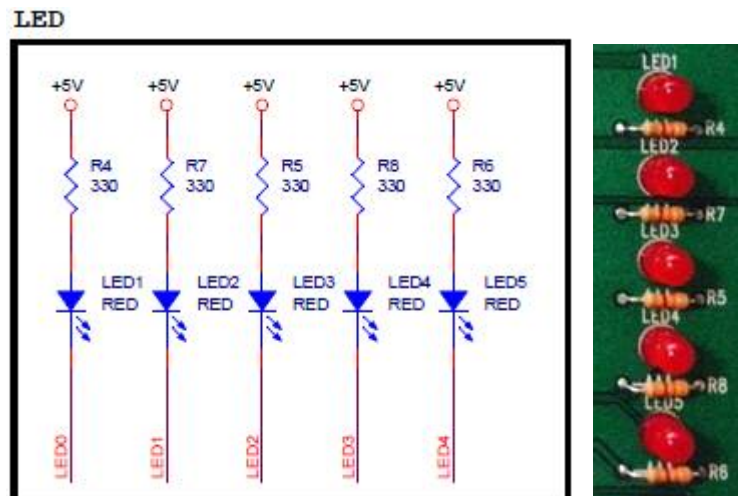 LED
+5V +5V +5V +5V +5V
R4 R7 R5 R8 R6
330 330 330 330 330
LED1 LED2 LED3 LED4 LED5
RED RED RED RED RED
LED0 LED1 LED2 LED3 LED4
LED1
R4
LED2
R7
LED3
R5
LED4
R8
LED5
R6